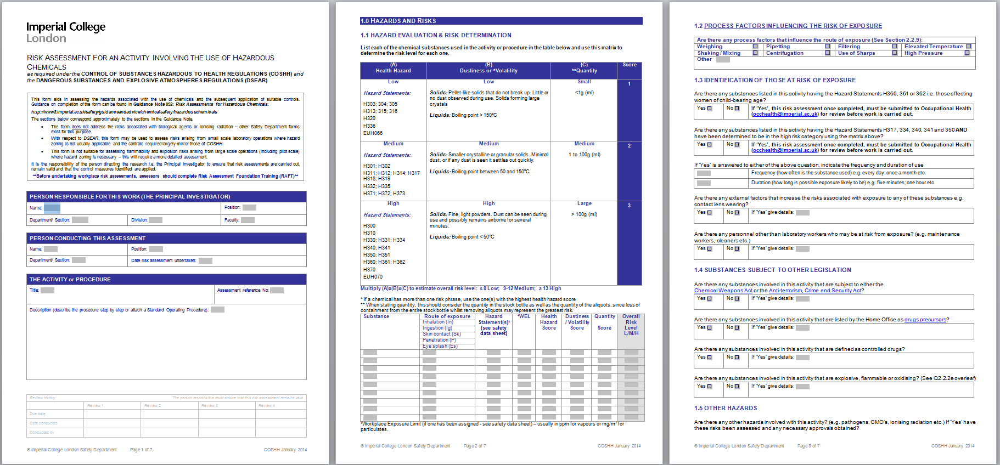 Imperial College
London
RISK ASSESSMENT FOR AN ACTIVITY INVOLVING THE USE OF HAZARDOUS
CHEMICALS
as required under the CONTROL OF SUBSTANCES HAZARDOUS TO HEALTH REGULATIONS (COSHH) and
the DANGEROUS SUBSTANCES AND EXPLOSIVE ATMOSPHERES REGULATIONS (DSEAR)
This form aids in assessing the hazards associated with the use of chemicals and the subsequent application of suitable controls.
Guidance on completion of the form can be found in Guidance Note 052: Risk Assessments for Hazardous Chemicals:
http://www3.imperial.ac.uk/safety/guidanceandadvice/chemicalsafety/hazardouschemicals
The sections below correspond approximately to the sections in the Guidance Note.
• The form does not address the risks associated with biological agents or ionising radiation – other Safety Department forms
exist for this purpose.
• With respect to DSEAR, this form may be used to assess risks arising from small scale laboratory operations where hazard
zoning is not usually applicable and the controls required largely mirror those of COSHH.
• This form is not suitable for assessing flammability and explosion risks arising from large scale operations (including pilot scale)
where hazard zoning is necessary – this will require a more detailed assessment.
It is the responsibility of the person directing the research i.e. the Principal Investigator to ensure that risk assessments are carried out,
remain valid and that the control measures identified are applied.
**Before undertaking workplace risk assessments, assessors should complete Risk Assessment Foundation Training (RAFT)**
PERSON RESPONSIBLE FOR THIS WORK (THE PRINCIPAL INVESTIGATOR)
Name: Position:
Department/ Section: Division: Faculty:
PERSON CONDUCTING THIS ASSESSMENT
Name: Position:
Department/ Section: Date risk assessment undertaken:
THE ACTIVITY or PROCEDURE
Title: Assessment reference No:
Description (describe the procedure step by step or attach a Standard Operating Procedure):
Review history The person responsible must ensure that this risk assessment remains valid
Review 1 Review 2 Review 3 Review 4
Due date
Date conducted
Conducted by
© Imperial College London Safety Department Page 1 of 7 COSHH January 2014
1.0 HAZARDS AND RISKS
1.1 HAZARD EVALUATION & RISK DETERMINATION
List each of the chemical substances used in the activity or procedure in the table below and use this matrix to
determine the risk level for each one.
(A) (B) (C) Score
Health Hazard Dustiness or *Volatility **Quantity
Low Low Small 1
Hazard Statements: Solids: Pellet-like solids that do not break up. Little or <1g (ml)
no dust observed during use. Solids forming large
H303; 304; 305 crystals
H313; 315; 316
Liquids: Boiling point > 150ºC
H320
H336
EUH066
Medium Medium Medium 2
Hazard Statements: Solids: Smaller crystalline or granular solids. Minimal 1 to 100g (ml)
dust, or if any dust is seen it settles out quickly.
H301; H302
H311; H312; H314; H317 Liquids: Boiling point between 50 and 150ºC
H318; H319
H332; H335
H371; H372; H373
High High Large 3
Hazard Statements: Solids: Fine, light powders. Dust can be seen during > 100g (ml)
use and possibly remains airborne for several
H300 minutes.
H310
H330; H331; H334 Liquids: Boiling point < 50ºC
H340; H341
H350; H351
H360; H361; H362
H370
EUH070
Multiply (A)x(B)x(C) to estimate overall risk level: ≤ 8 Low; 9-12 Medium; ≥ 13 High
* if a chemical has more than one risk phrase, use the one(s) with the highest health hazard score
** When stating quantity, this should consider the quantity in the stock bottle as well as the quantity of the aliquots, since loss of
containment from the entire stock bottle whilst removing aliquots may represent the greatest risk.
Substance Route of exposure Hazard *WEL Health Dustiness Quantity Overall
Inhalation (In) Statement(s)* Hazard / Volatility Risk
Ingestion (Ig) (see safety Score Score Score Level
Skin contact (Sk) data sheet) L/M/H
Penetration (P)
Eye splash (Es)
*Workplace Exposure Limit (if one has been assigned - see safety data sheet) – usually in ppm for vapours or mg/m³ for
particulates.
© Imperial College London Safety Department Page 2 of 7 COSHH January 2014
1.2 PROCESS FACTORS INFLUENCING THE RISK OF EXPOSURE
Are there any process factors that influence the route of exposure (See Section 2.2.9):
Weighing Pipetting Filtering Elevated Temperature
Shaking / Mixing Centrifugation Use of Sharps High Pressure
Other
1.3 IDENTIFICATION OF THOSE AT RISK OF EXPOSURE
Are there any substances listed in this activity having the Hazard Statements H360, 361 or 362 i.e. those affecting
women of child-bearing age?
Yes No If 'Yes', this risk assessment once completed, must be submitted to Occupational Health
(occhealth@imperial.ac.uk) for review before work is carried out.
Are there any substances listed in this activity having the Hazard Statements H317, 334, 340, 341 and 350 AND
have been determined to be in the high risk category using the matrix above?
Yes No If 'Yes', this risk assessment once completed, must be submitted to Occupational Health
(occhealth@imperial.ac.uk) for review before work is carried out.
If 'Yes' is answered to either of the above question, indicate the frequency and duration of use
Frequency (how often is the substance used) e.g. every day; once a month etc.
Duration (how long is possible exposure likely to be) e.g. five minutes; one hour etc.
Are there any external factors that increase the risks associated with exposure to any of these substances e.g.
contact lens wearing?
Yes No If 'Yes' give details:
Are there any personnel other than laboratory workers who may be at risk from exposure? (e.g. maintenance
workers, cleaners etc.)
Yes No If 'Yes' give details:
1.4 SUBSTANCES SUBJECT TO OTHER LEGISLATION
Are there any substances involved in this activity that are subject to either the
Chemical Weapons Act or the Anti-terrorism, Crime and Security Act?
Yes No If 'Yes' give details:
Are there any substances involved in this activity that are listed by the Home Office as drugs precursors?
Yes No If 'Yes' give details:
Are there any substances involved in this activity that are defined as controlled drugs?
Yes No If 'Yes' give details:
Are there any substances involved in this activity that are explosive, flammable or oxidising? (See Q2.2.2e overleaf)
Yes No If 'Yes' give details:
1.5 OTHER HAZARDS
Are there any other hazards involved with this activity? (e.g. pathogens, GMO's, ionising radiation etc.) If 'Yes' have
these risks been assessed and any necessary approvals obtained?
© Imperial College London Safety Department Page 3 of 7 COSHH January 2014